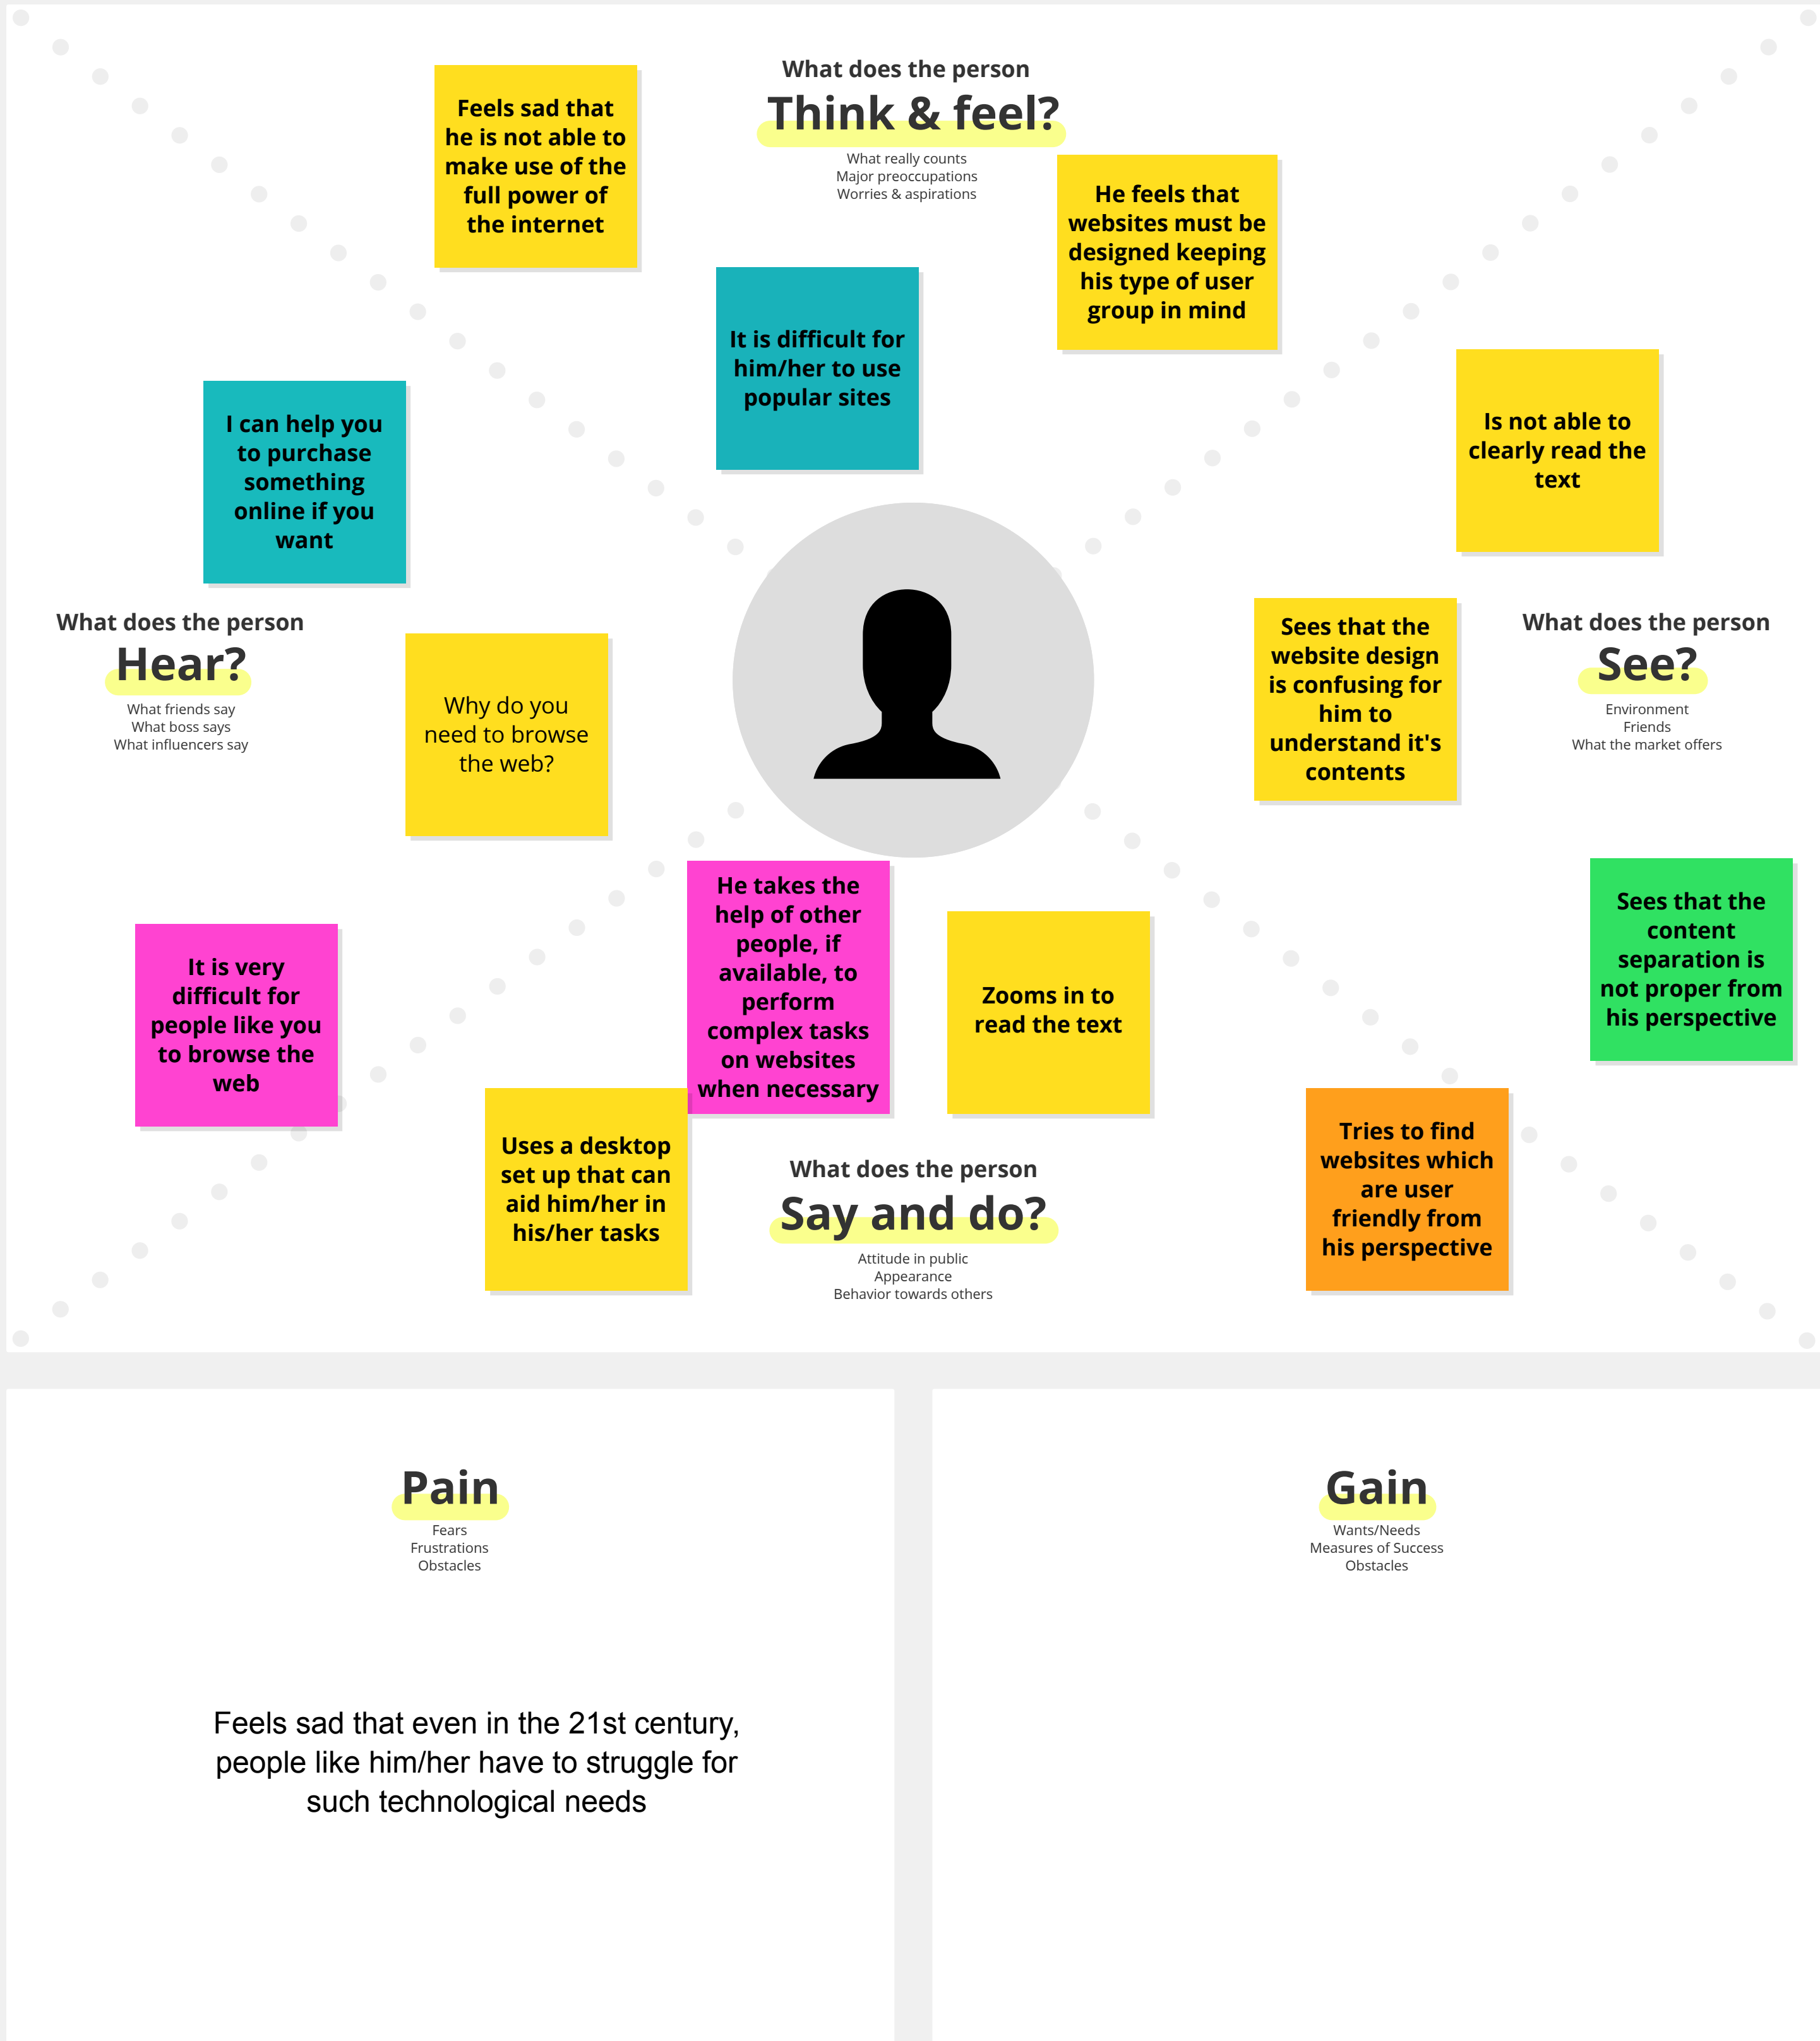 What does the person
Think & feel?
What really counts
Major preoccupations
Worries & aspirations
Feels sad that
he is not able to
make use of the
full power of
the internet
He feels that
websites must be
designed keeping
his type of user
group in mind
It is difficult for
him/her to use
popular sites
I can help you
to purchase
something
online if you
want
What does the person
Hear?
What friends say
What boss says
What influencers say
Why do you
need to browse
the web?
It is very
difficult for
people like you
to browse the
web
Is not able to
clearly read the
text
Sees that the
website design
is confusing for
him to
understand it's
contents
What does the person
See?
Environment
Friends
What the market offers
Sees that the
content
separation is
not proper from
his perspective
He takes the
help of other
people, if
available, to
perform
complex tasks
on websites
when necessary
Zooms in to
read the text
Uses a desktop
set up that can
aid him/her in
his/her tasks
What does the person
Say and do?
Attitude in public
Appearance
Behavior towards others
Tries to find
websites which
are user
friendly from
his perspective
Pain
Fears
Frustrations
Obstacles
Feels sad that even in the 21st century,
people like him/her have to struggle for
such technological needs
Gain
Wants/Needs
Measures of Success
Obstacles